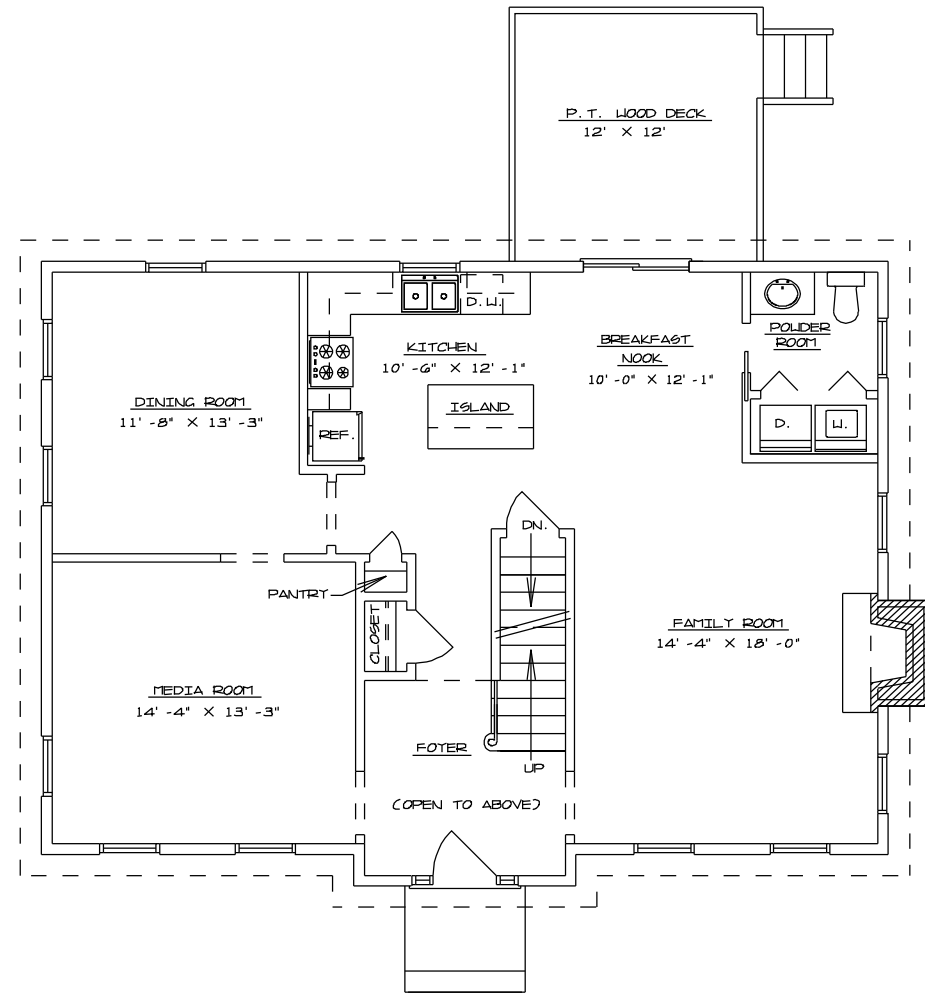 P.T. WOOD DECK
12' X 12'
D.W.
POWDER
ROOM
KITCHEN
10'-6" X 12'-1"
BREAKFAST
NOOK
10'-0" X 12'-1"
DINING ROOM
11'-8" X 13'-3"
ISLAND
D.
W.
REF.
DN.
PANTRY
CLOSET
FAMILY ROOM
14'-4" X 18'-0"
MEDIA ROOM
14'-4" X 13'-3"
FOYER
UP
(OPEN TO ABOVE)